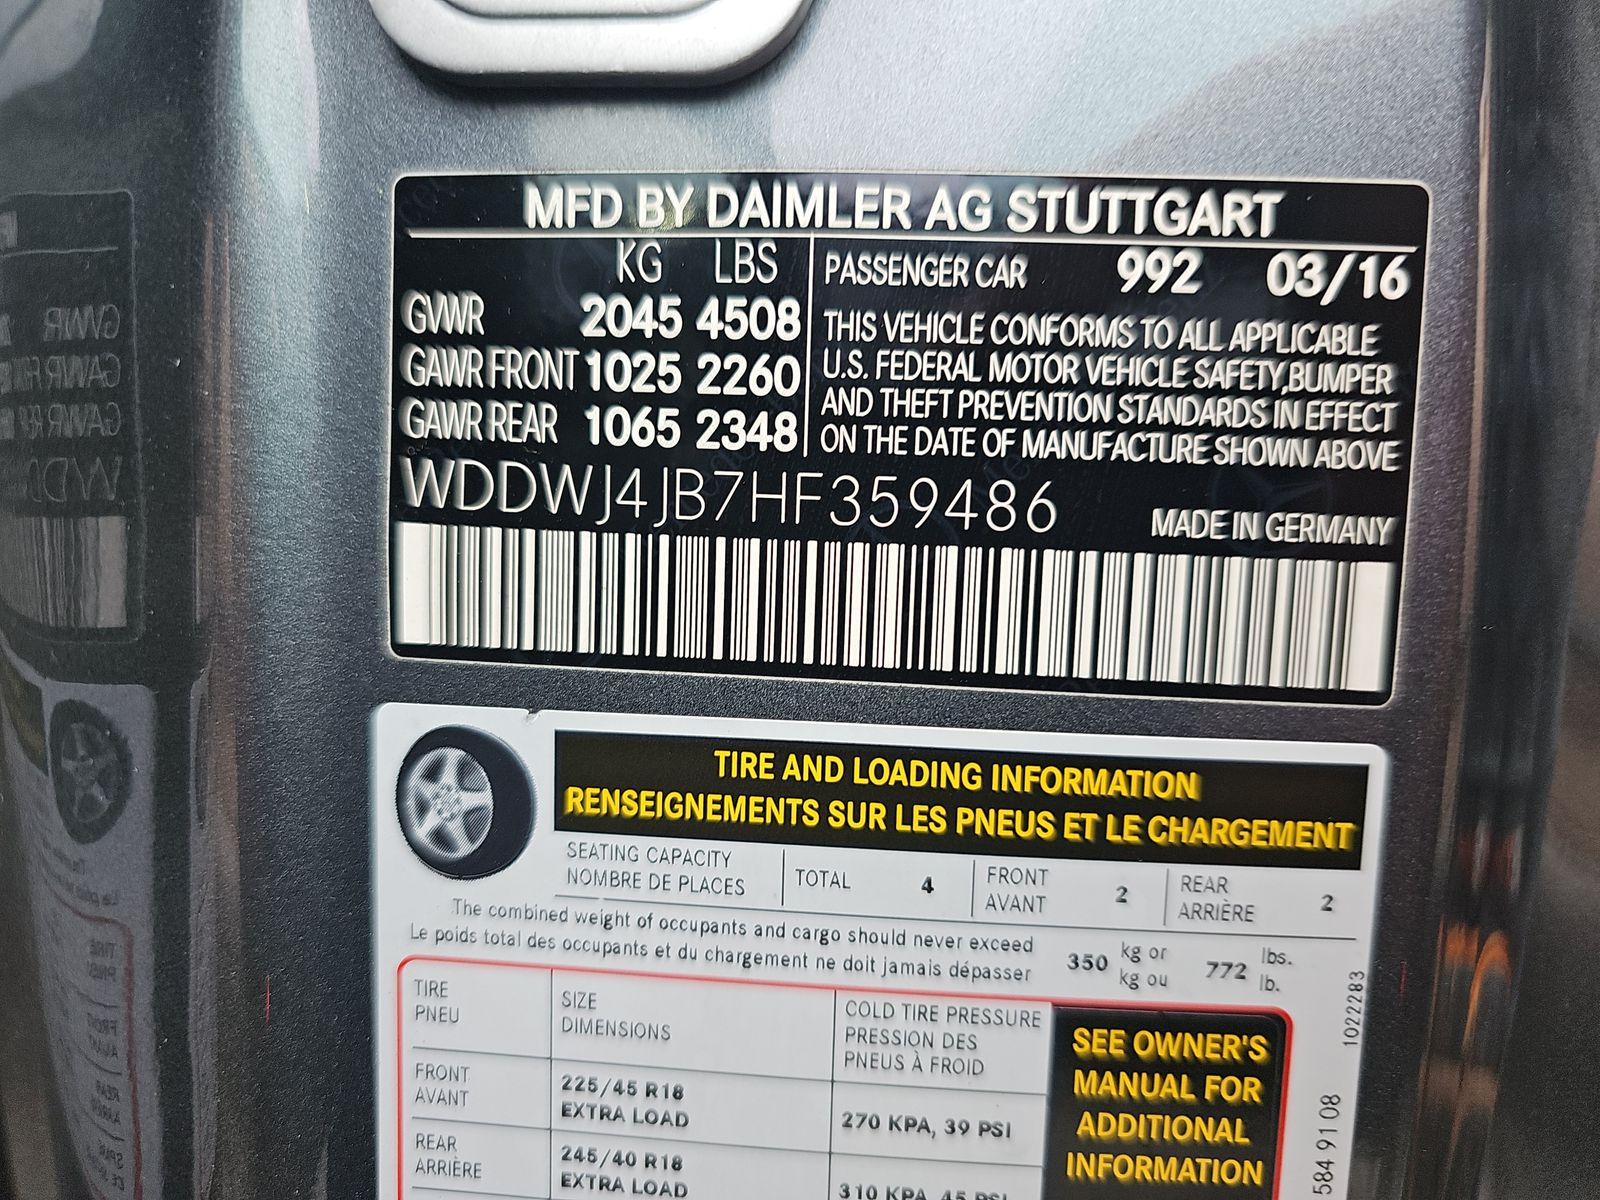 MFD BY DAIMLER AG STUTTGART
KG LBS
GVWR 2045 4508
GAWR FRONT 1025 2260
GAWR REAR 1065 2348
PASSENGER CAR 992 03/16
THIS VEHICLE CONFORMS TO ALL APPLICABLE
U.S. FEDERAL MOTOR VEHICLE SAFETY,BUMPER
AND THEFT PREVENTION STANDARDS IN EFFECT
ON THE DATE OF MANUFACTURE SHOWN ABOVE
WDDWJ4JB7HF359486
MADE IN GERMANY
TIRE AND LOADING INFORMATION
RENSEIGNEMENTS SUR LES PNEUS ET LE CHARGEMENT
SEATING CAPACITY
NOMBRE DE PLACES
TOTAL 4
FRONT
AVANT
2
REAR
ARRIÈRE
2
The combined weight of occupants and cargo should never exceed
Le poids total des occupants et du chargement ne doit jamais dépasser
350 kg or
kg ou
772 lbs.
lb.
TIRE
PNEU
SIZE
DIMENSIONS
COLD TIRE PRESSURE
PRESSION DES
PNEUS À FROID
FRONT
AVANT
225/45 R18
EXTRA LOAD
270 KPA, 39 PSI
REAR
ARRIÈRE
245/40 R18
EXTRA LOAD
310 KPA, 45 PSI
SEE OWNER'S
MANUAL FOR
ADDITIONAL
INFORMATION
1022283
584 91 08